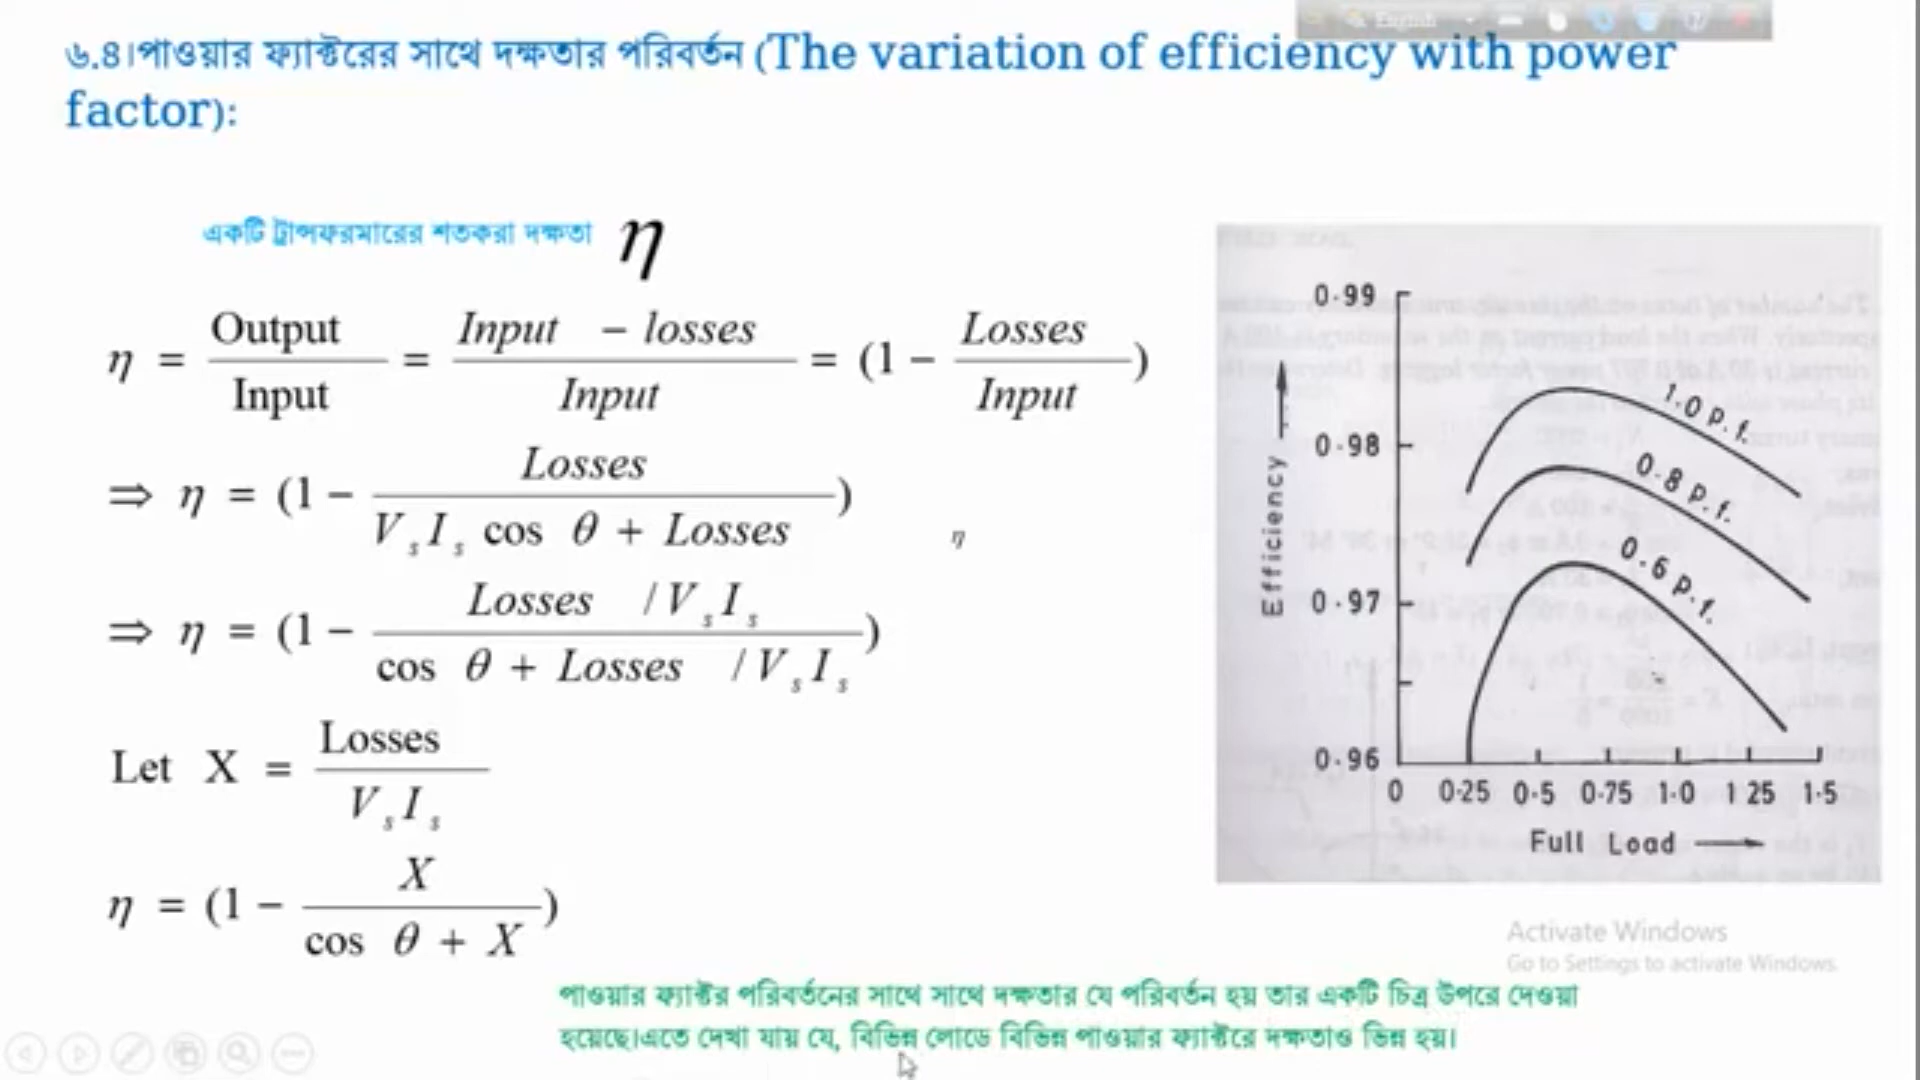 English
৬.৪।পাওয়ার ফ্যাক্টরের সাথে দক্ষতার পরিবর্তন (The variation of efficiency with power
factor):
একটি ট্রান্সফরমারের শতকরা দক্ষতা η
η = Output / Input = Input - losses / Input = (1 - Losses / Input)
⇒ η = (1 - Losses / V_s I_s cos θ + Losses)
η
⇒ η = (1 - Losses / V_s I_s / cos θ + Losses / V_s I_s)
Let X = Losses / V_s I_s
η = (1 - X / cos θ + X)
0.99
0.98
0.97
0.96
Efficiency
1.0 p.f.
0.8 p.f.
0.6 p.f.
0 0.25 0.5 0.75 1.0 1 25 1.5
Full Load
Activate Windows
Go to Settings to activate Windows.
পাওয়ার ফ্যাক্টর পরিবর্তনের সাথে সাথে দক্ষতার যে পরিবর্তন হয় তার একটি চিত্র উপরে দেওয়া
হয়েছে।এতে দেখা যায় যে, বিভিন্ন লোডে বিভিন্ন পাওয়ার ফ্যাক্টরে দক্ষতাও ভিন্ন হয়।